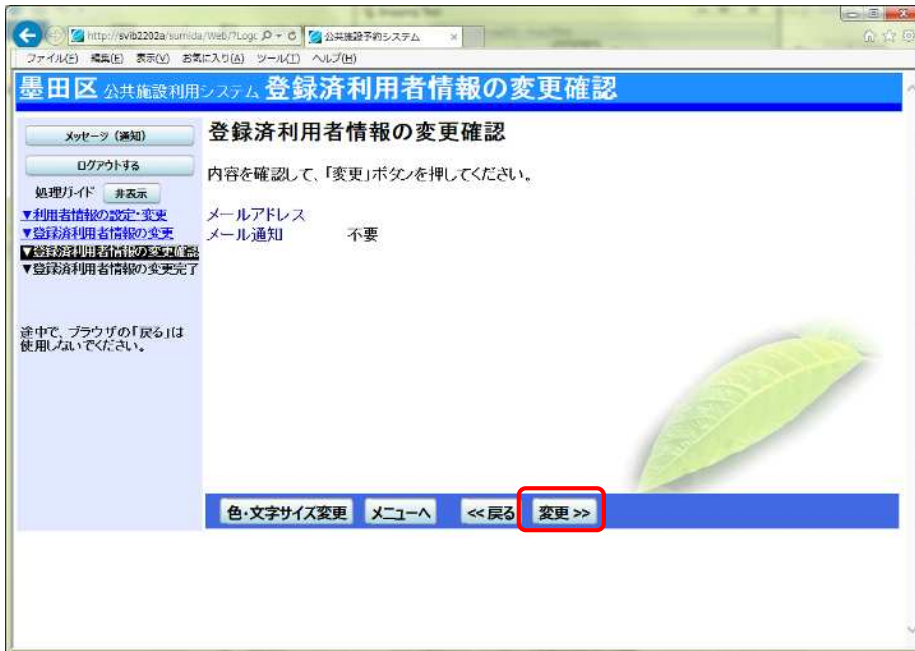 http://svib2202a/sumida/Web/?Logc
公共施設予約システム
ファイル(F) 編集(E) 表示(V) お気に入り(A) ツール(T) ヘルプ(H)
墨田区 公共施設利用システム 登録済利用者情報の変更確認
メッセージ（通知）
ログアウトする
処理ガイド 非表示
▼利用者情報の設定・変更
▼登録済利用者情報の変更
▼登録済利用者情報の変更確認
▼登録済利用者情報の変更完了
途中で、ブラウザの「戻る」は
使用しないでください。
登録済利用者情報の変更確認
内容を確認して、「変更」ボタンを押してください。
メールアドレス
メール通知 不要
色・文字サイズ変更 メニューへ <<戻る 変更 >>